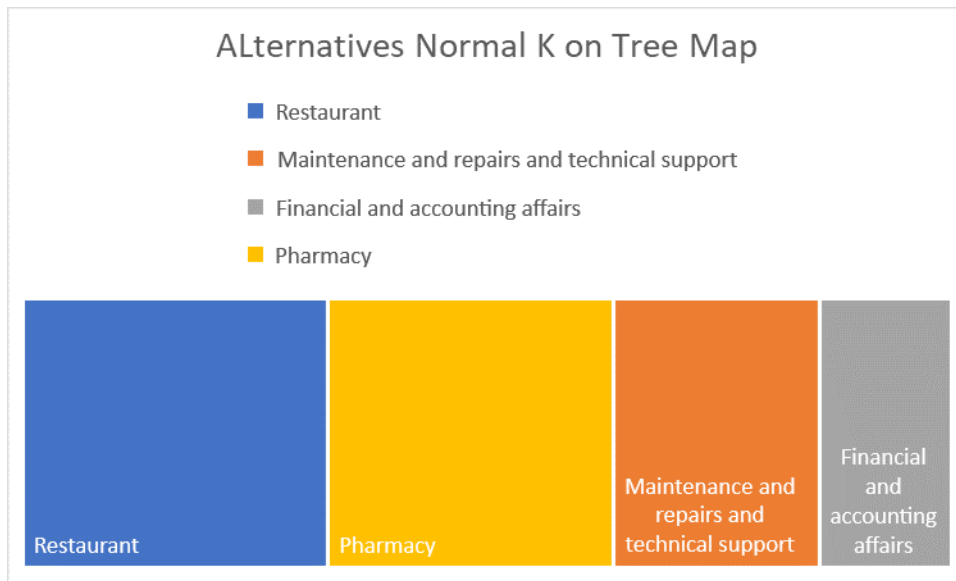 ALternatives Normal K on Tree Map
Restaurant
Maintenance and repairs and technical support
Financial and accounting affairs
Pharmacy
Restaurant
Pharmacy
Maintenance and
repairs and
technical support
Financial
and
accounting
affairs